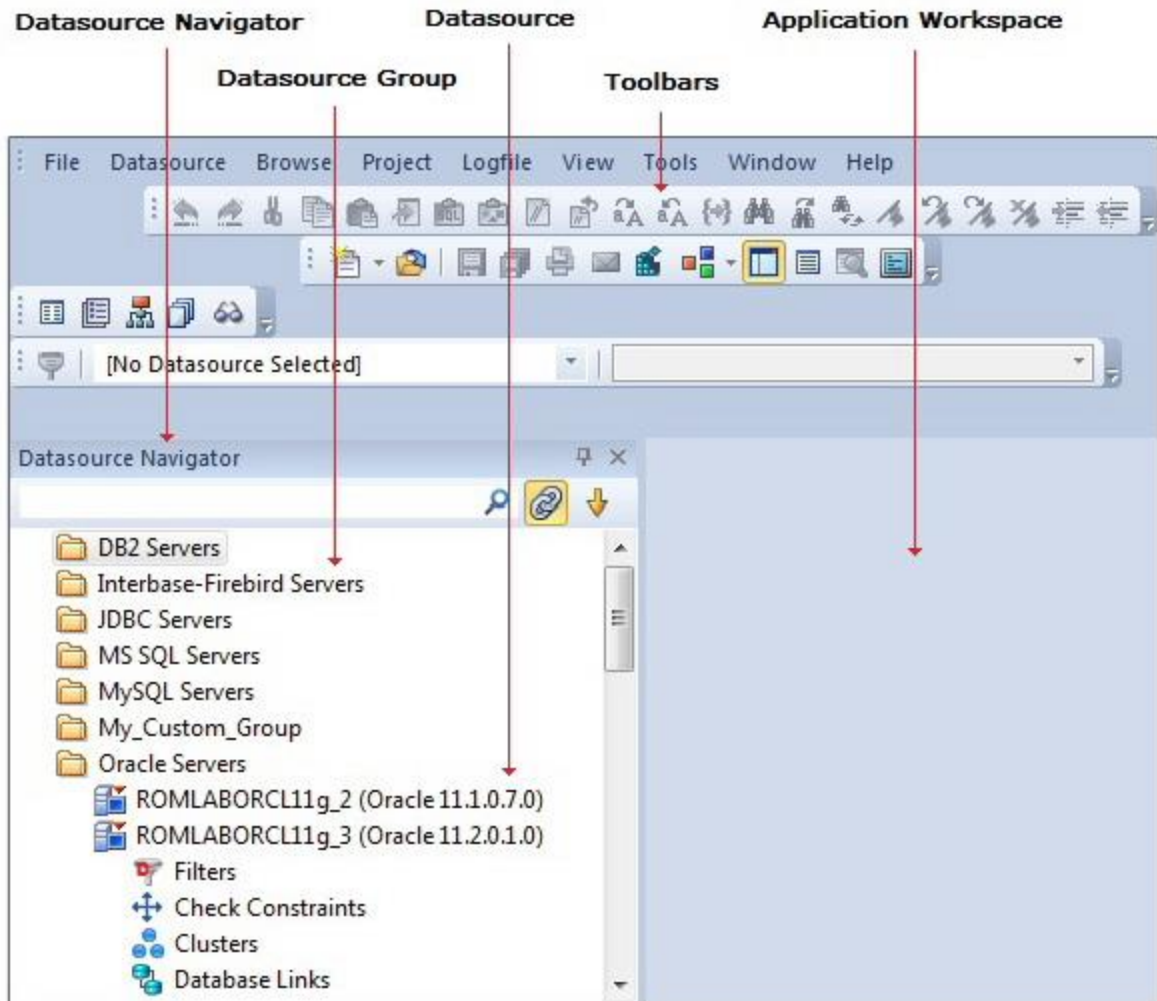 Datasource Navigator Datasource Application Workspace
Datasource Group Toolbars
File Datasource Browse Project Logfile View Tools Window Help
[No Datasource Selected]
Datasource Navigator
DB2 Servers
Interbase-Firebird Servers
JDBC Servers
MS SQL Servers
MySQL Servers
My_Custom_Group
Oracle Servers
ROMLABORCL11g_2 (Oracle 11.1.0.7.0)
ROMLABORCL11g_3 (Oracle 11.2.0.1.0)
Filters
Check Constraints
Clusters
Database Links